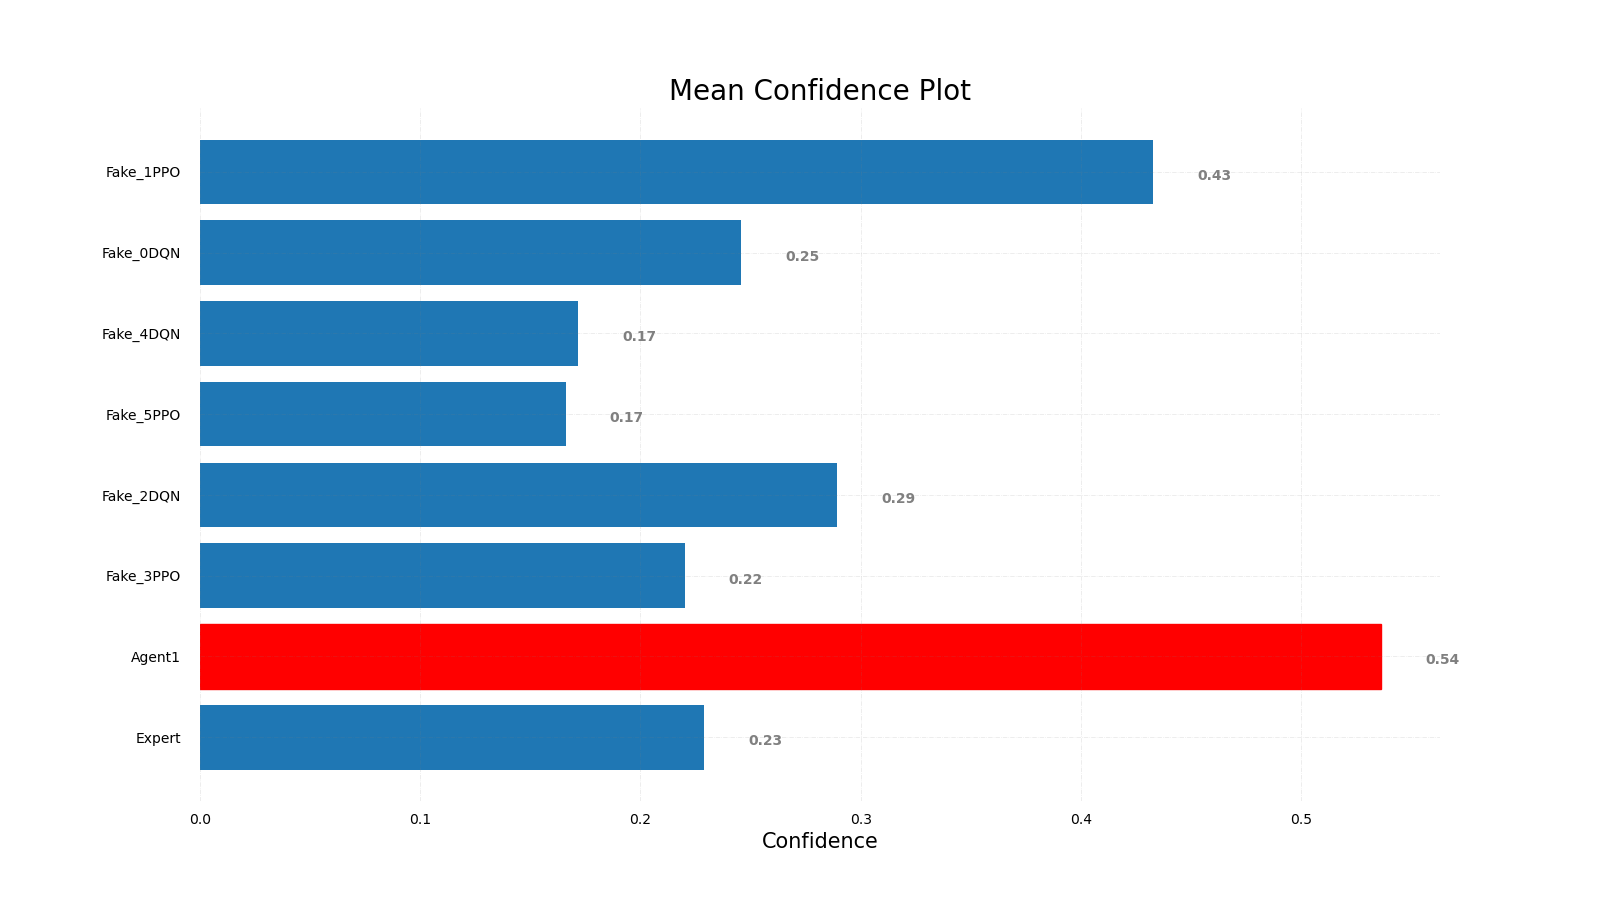 Mean Confidence Plot
Fake_1PPO
0.43
Fake_0DQN
0.25
Fake_4DQN
0.17
Fake_5PPO
0.17
Fake_2DQN
0.29
Fake_3PPO
0.22
Agent1
0.54
Expert
0.23
0.0 0.1 0.2 0.3 0.4 0.5
Confidence